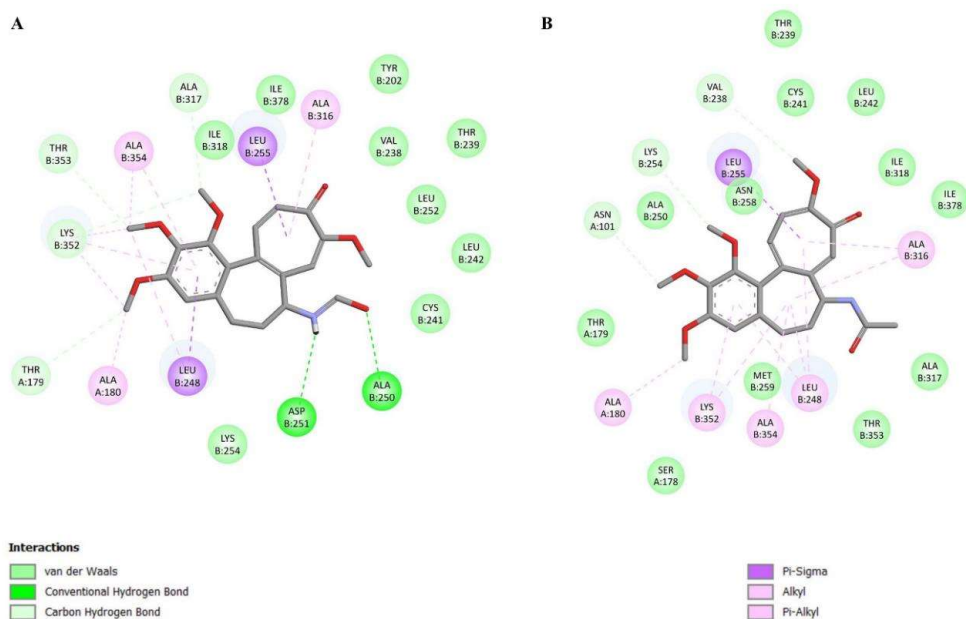 A
B
ALA
B:317
ILE
B:378
TYR
B:202
ALA
B:316
THR
B:353
ALA
B:354
ILE
B:318
LEU
B:255
VAL
B:238
THR
B:239
LEU
B:252
LYS
B:352
LEU
B:242
CYS
B:241
THR
A:179
ALA
A:180
LEU
B:248
ALA
B:250
ASP
B:251
LYS
B:254
N
H
O
THR
B:239
VAL
B:238
CYS
B:241
LEU
B:242
LYS
B:254
LEU
B:255
ILE
B:318
ASN
B:258
ILE
B:378
ASN
A:101
ALA
B:250
ALA
B:316
THR
A:179
ALA
B:317
MET
B:259
LEU
B:248
ALA
A:180
LYS
B:352
ALA
B:354
THR
B:353
SER
A:178
Interactions
van der Waals
Conventional Hydrogen Bond
Carbon Hydrogen Bond
Pi-Sigma
Alkyl
Pi-Alkyl